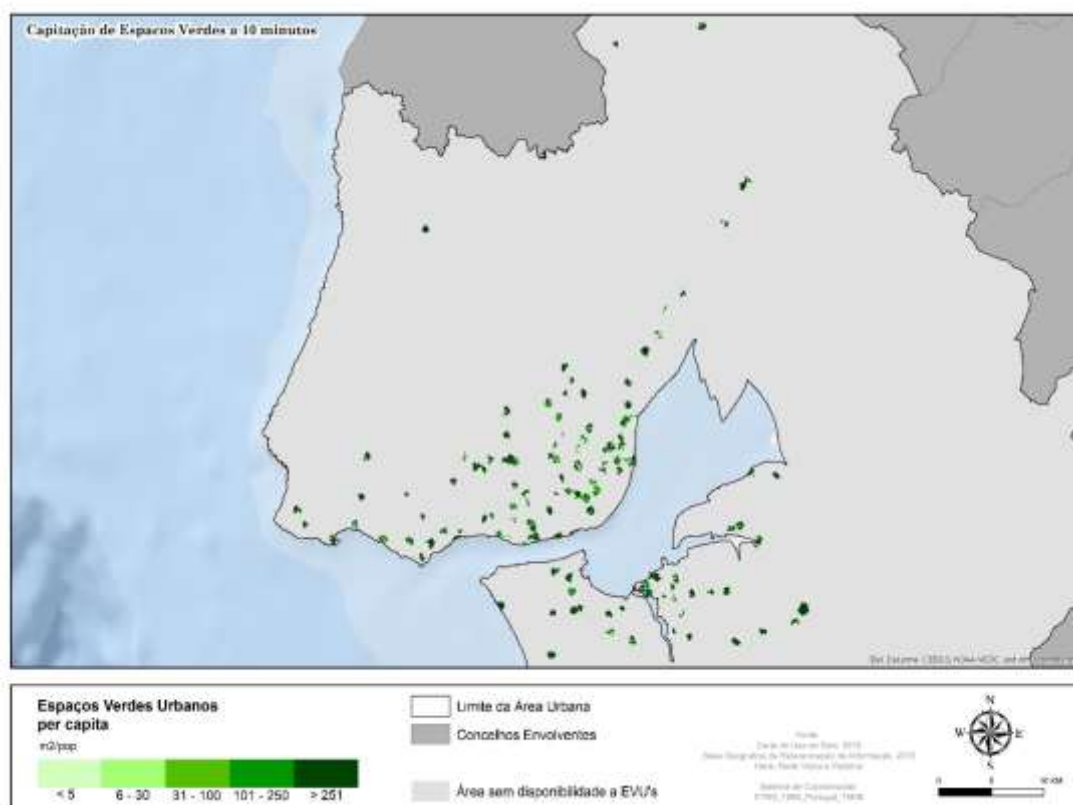 Capitação de Espaços Verdes a 10 minutos
Espaços Verdes Urbanos
per capita
m2/pop
< 5
6 - 30
31 - 100
101 - 250
> 251
Limite da Área Urbana
Concelhos Envolventes
Área sem disponibilidade a EVU's
N
W
E
S
0